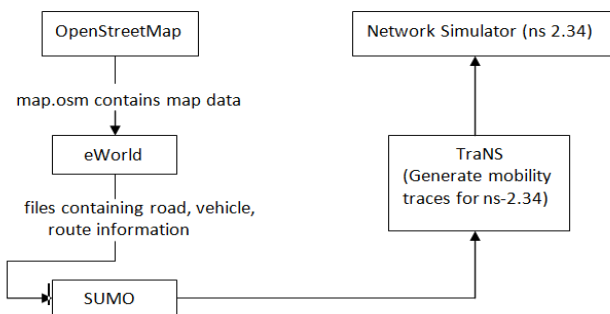 OpenStreetMap
map.osm contains map data
eWorld
files containing road, vehicle,
route information
SUMO
Network Simulator (ns 2.34)
TraNS
(Generate mobility
traces for ns-2.34)